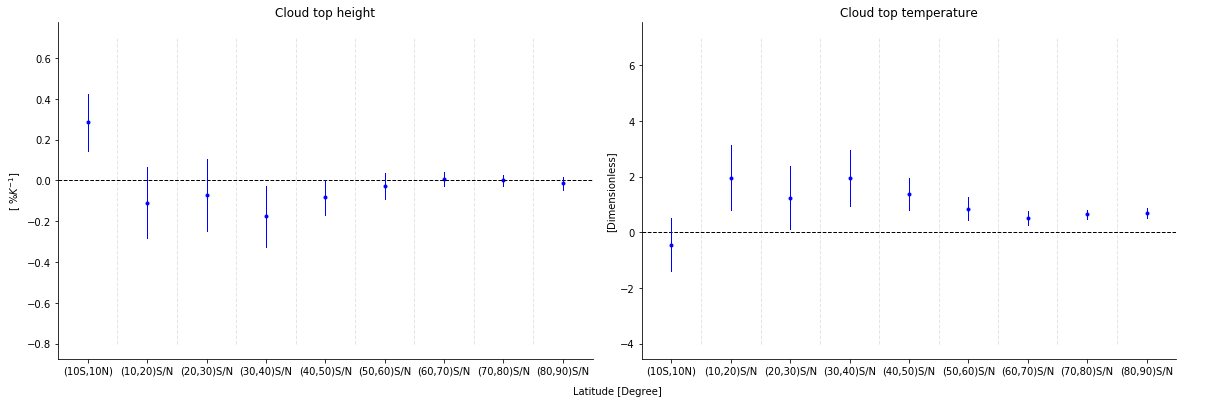 Cloud top height
[ %K⁻¹]
0.6
0.4
0.2
0.0
−0.2
−0.4
−0.6
−0.8
(10S,10N) (10,20)S/N (20,30)S/N (30,40)S/N (40,50)S/N (50,60)S/N (60,70)S/N (70,80)S/N (80,90)S/N
Cloud top temperature
[Dimensionless]
6
4
2
0
−2
−4
(10S,10N) (10,20)S/N (20,30)S/N (30,40)S/N (40,50)S/N (50,60)S/N (60,70)S/N (70,80)S/N (80,90)S/N
Latitude [Degree]